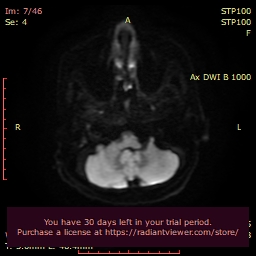 Im: 7/46
Se: 4
A
STP100
STP100
F
Ax DWI B 1000
R
L
You have 30 days left in your trial period.
Purchase a license at https://radiantviewer.com/store/